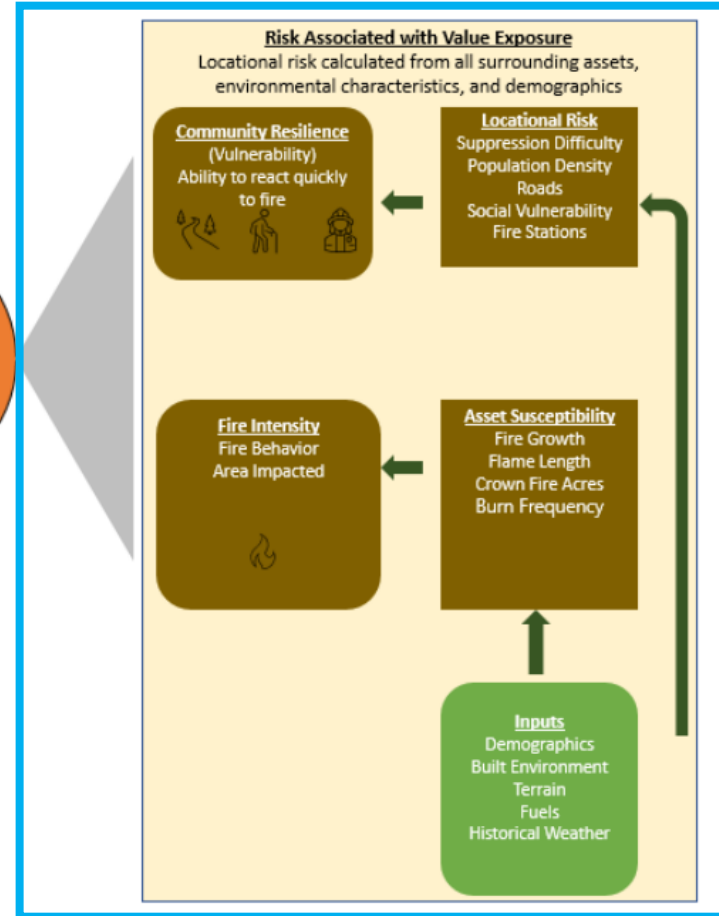 Risk Associated with Value Exposure
Locational risk calculated from all surrounding assets,
environmental characteristics, and demographics
Community Resilience
(Vulnerability)
Ability to react quickly
to fire
Locational Risk
Suppression Difficulty
Population Density
Roads
Social Vulnerability
Fire Stations
Fire Intensity
Fire Behavior
Area Impacted
Asset Susceptibility
Fire Growth
Flame Length
Crown Fire Acres
Burn Frequency
Inputs
Demographics
Built Environment
Terrain
Fuels
Historical Weather